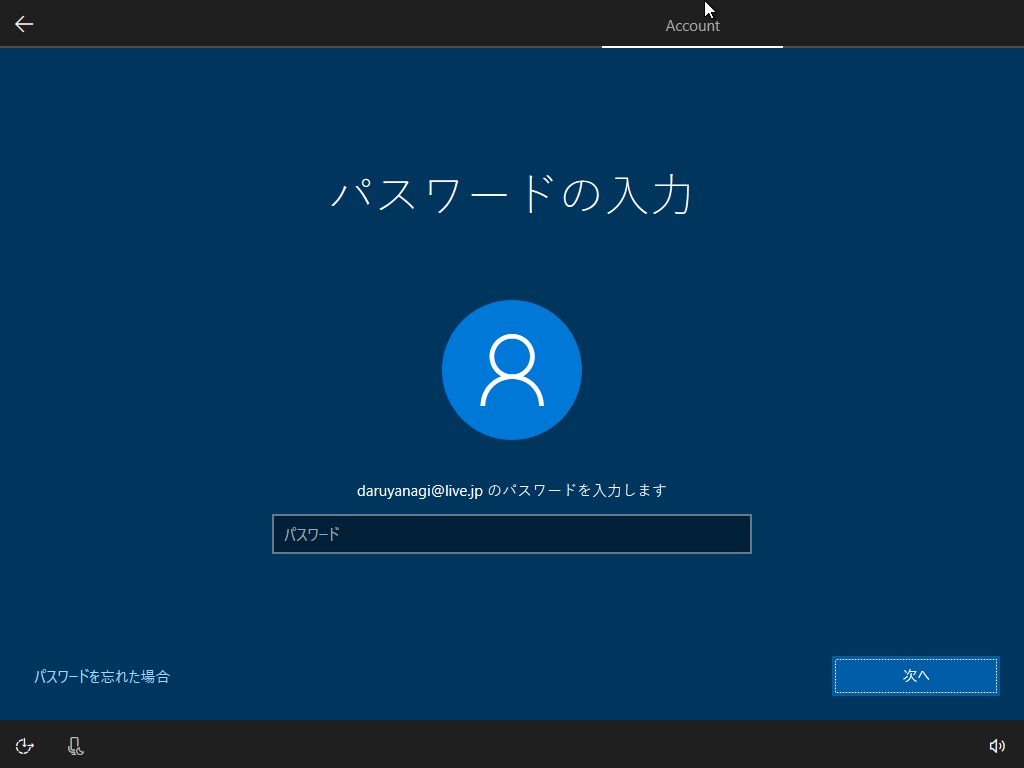 Account
パスワードの入力
daruyanagi@live.jp のパスワードを入力します
パスワード
パスワードを忘れた場合
次へ